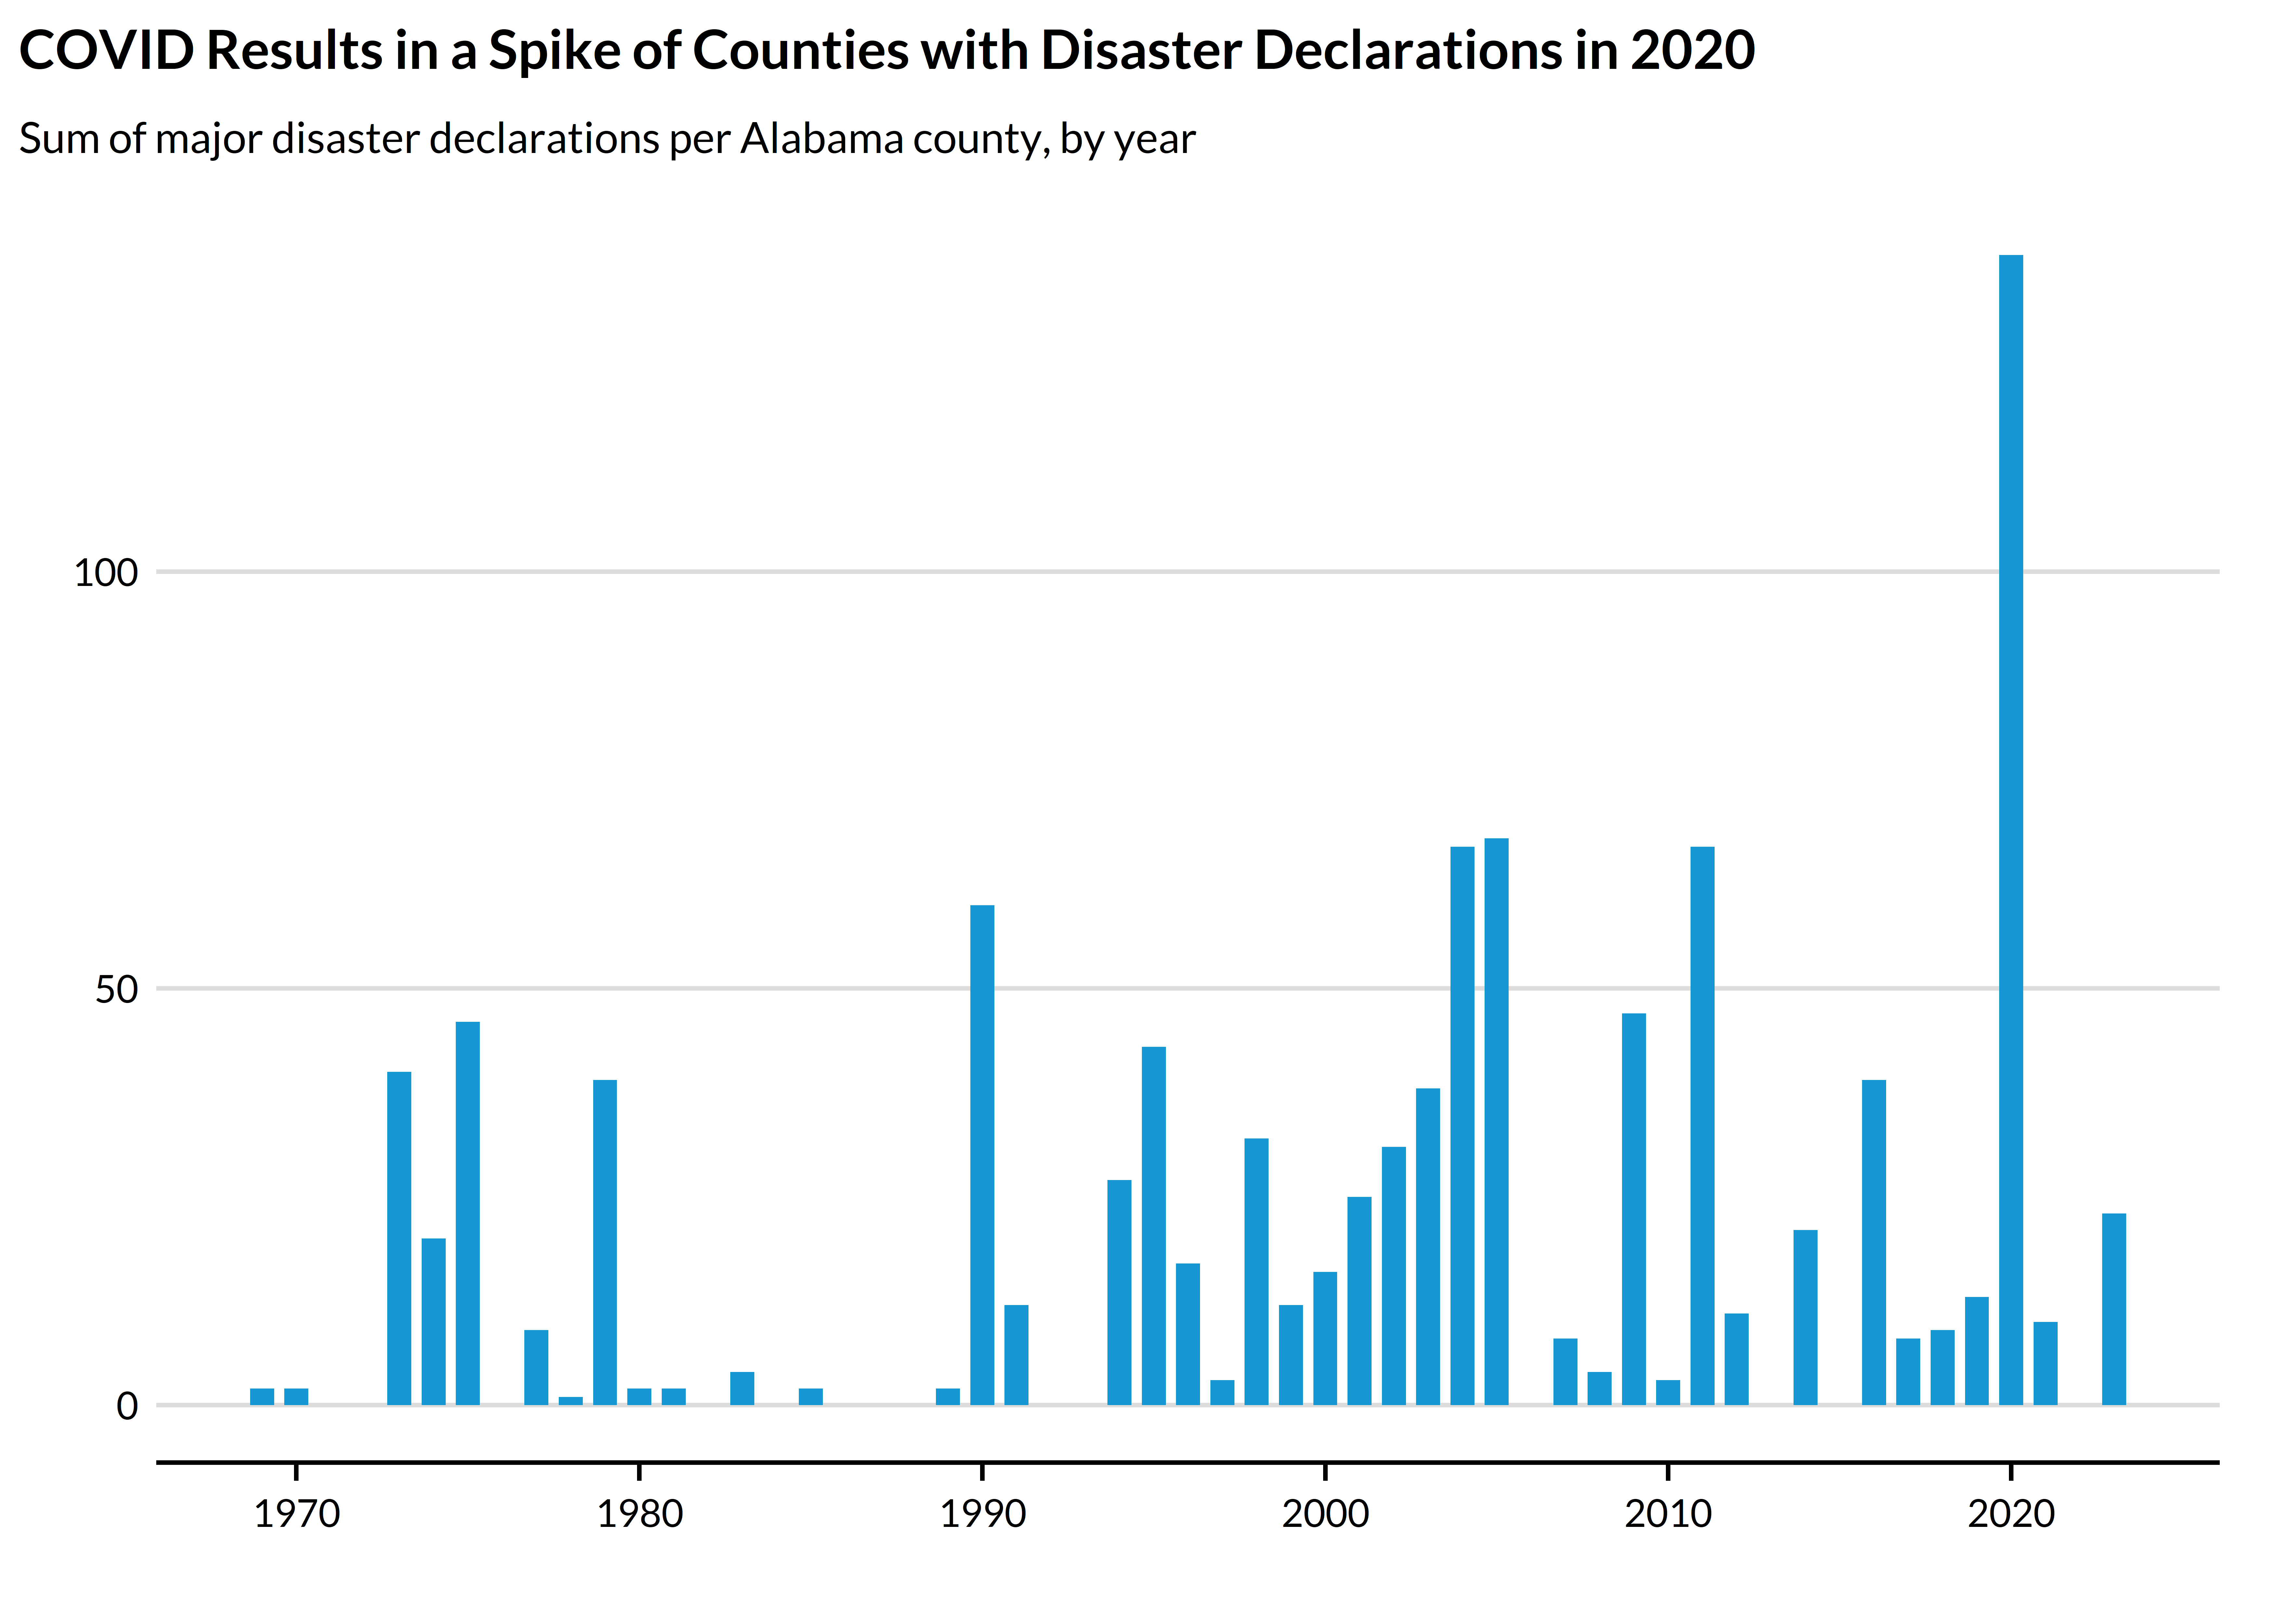 COVID Results in a Spike of Counties with Disaster Declarations in 2020
Sum of major disaster declarations per Alabama county, by year
100
50
0
1970 1980 1990 2000 2010 2020